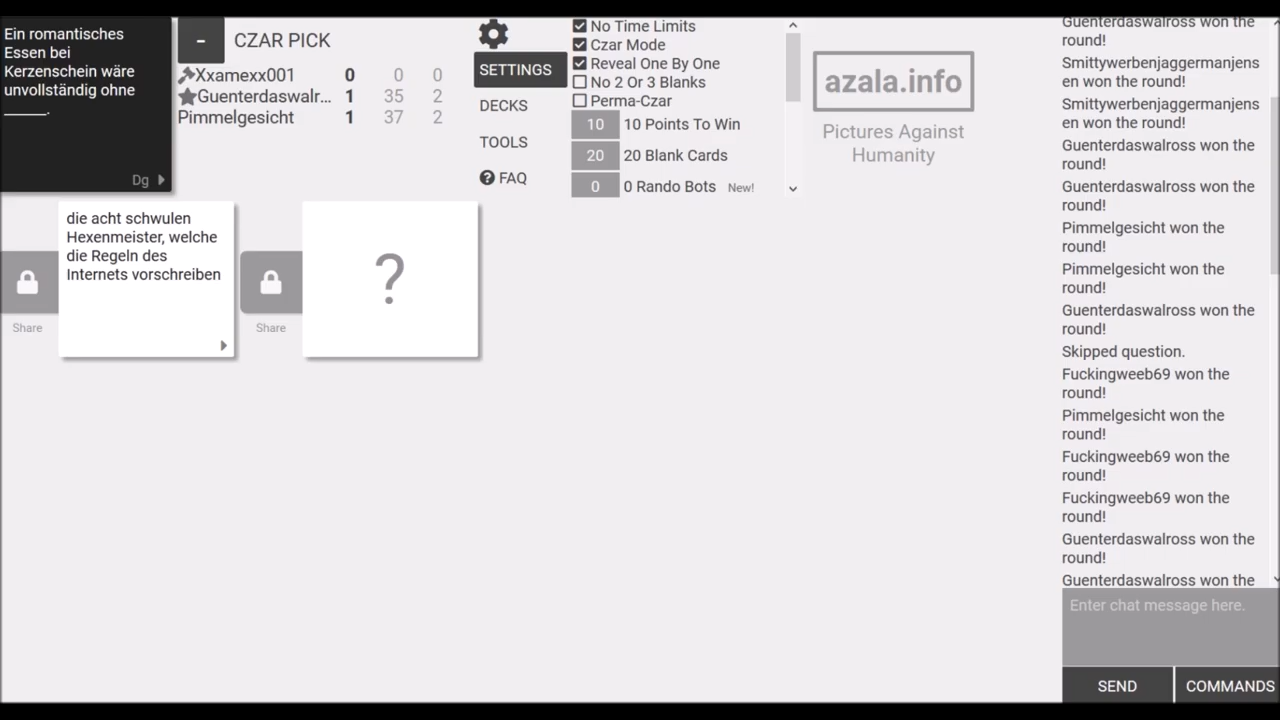 Ein romantisches
Essen bei
Kerzenschein wäre
unvollständig ohne
_____.
Dg
-
CZAR PICK
Xxamexx001 0 0 0
Guenterdaswalr... 1 35 2
Pimmelgesicht 1 37 2
SETTINGS
DECKS
TOOLS
? FAQ
No Time Limits
Czar Mode
Reveal One By One
No 2 Or 3 Blanks
Perma-Czar
10 10 Points To Win
20 20 Blank Cards
0 0 Rando Bots New!
azala.info
Pictures Against
Humanity
die acht schwulen
Hexenmeister, welche
die Regeln des
Internets vorschreiben
Share
Share
?
Guenterdaswalross won the
round!
Smittywerbenjaggermanjens
en won the round!
Smittywerbenjaggermanjens
en won the round!
Guenterdaswalross won the
round!
Guenterdaswalross won the
round!
Pimmelgesicht won the
round!
Pimmelgesicht won the
round!
Guenterdaswalross won the
round!
Skipped question.
Fuckingweeb69 won the
round!
Pimmelgesicht won the
round!
Fuckingweeb69 won the
round!
Fuckingweeb69 won the
round!
Guenterdaswalross won the
round!
Guenterdaswalross won the
Enter chat message here.
SEND
COMMANDS